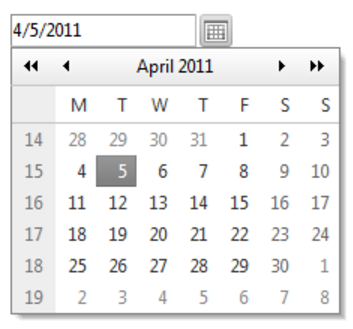 4/5/2011
April 2011
M T W T F S S
14 28 29 30 31 1 2 3
15 4 5 6 7 8 9 10
16 11 12 13 14 15 16 17
17 18 19 20 21 22 23 24
18 25 26 27 28 29 30 1
19 2 3 4 5 6 7 8